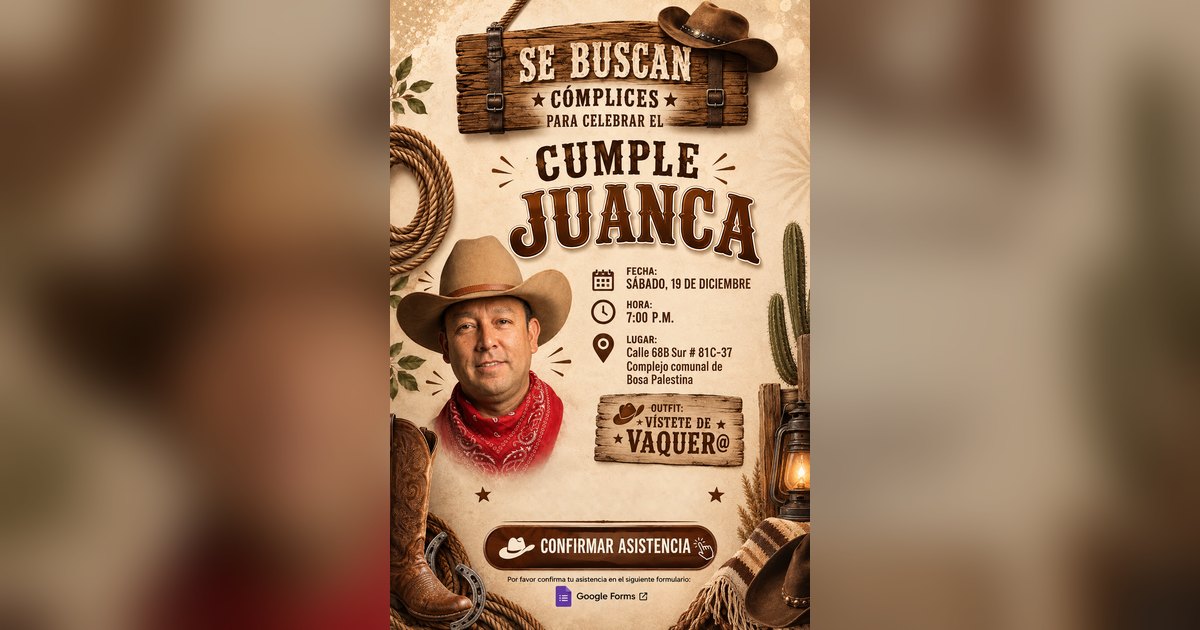 SE BUSCAN
CÓMPLICES
PARA CELEBRAR EL
CUMPLE
JUANCA
FECHA:
SÁBADO, 19 DE DICIEMBRE
HORA:
7:00 P.M.
LUGAR:
Calle 68B Sur # 81C-37
Complejo comunal de
Bosa Palestina
OUTFIT:
VÍSTETE DE
VAQUER@
CONFIRMAR ASISTENCIA
Por favor confirma tu asistencia en el siguiente formulario:
Google Forms